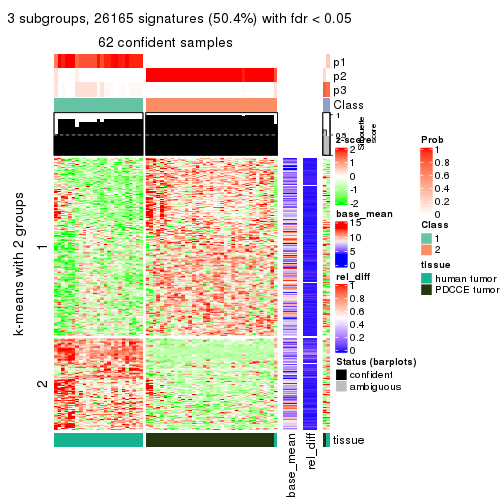 3 subgroups, 26165 signatures (50.4%) with fdr < 0.05
62 confident samples
p1
p2
p3
Class
1
0.5
Silhouette
score
k-means with 2 groups
1
2
z-score
2
1
0
-1
-2
base_mean
15
10
5
0
rel_diff
1
0.8
0.6
0.4
0.2
0
Status (barplots)
confident
ambiguous
Prob
1
0.8
0.6
0.4
0.2
0
Class
1
2
tissue
human tumor
PDCCE tumor
tissue
base_mean
rel_diff